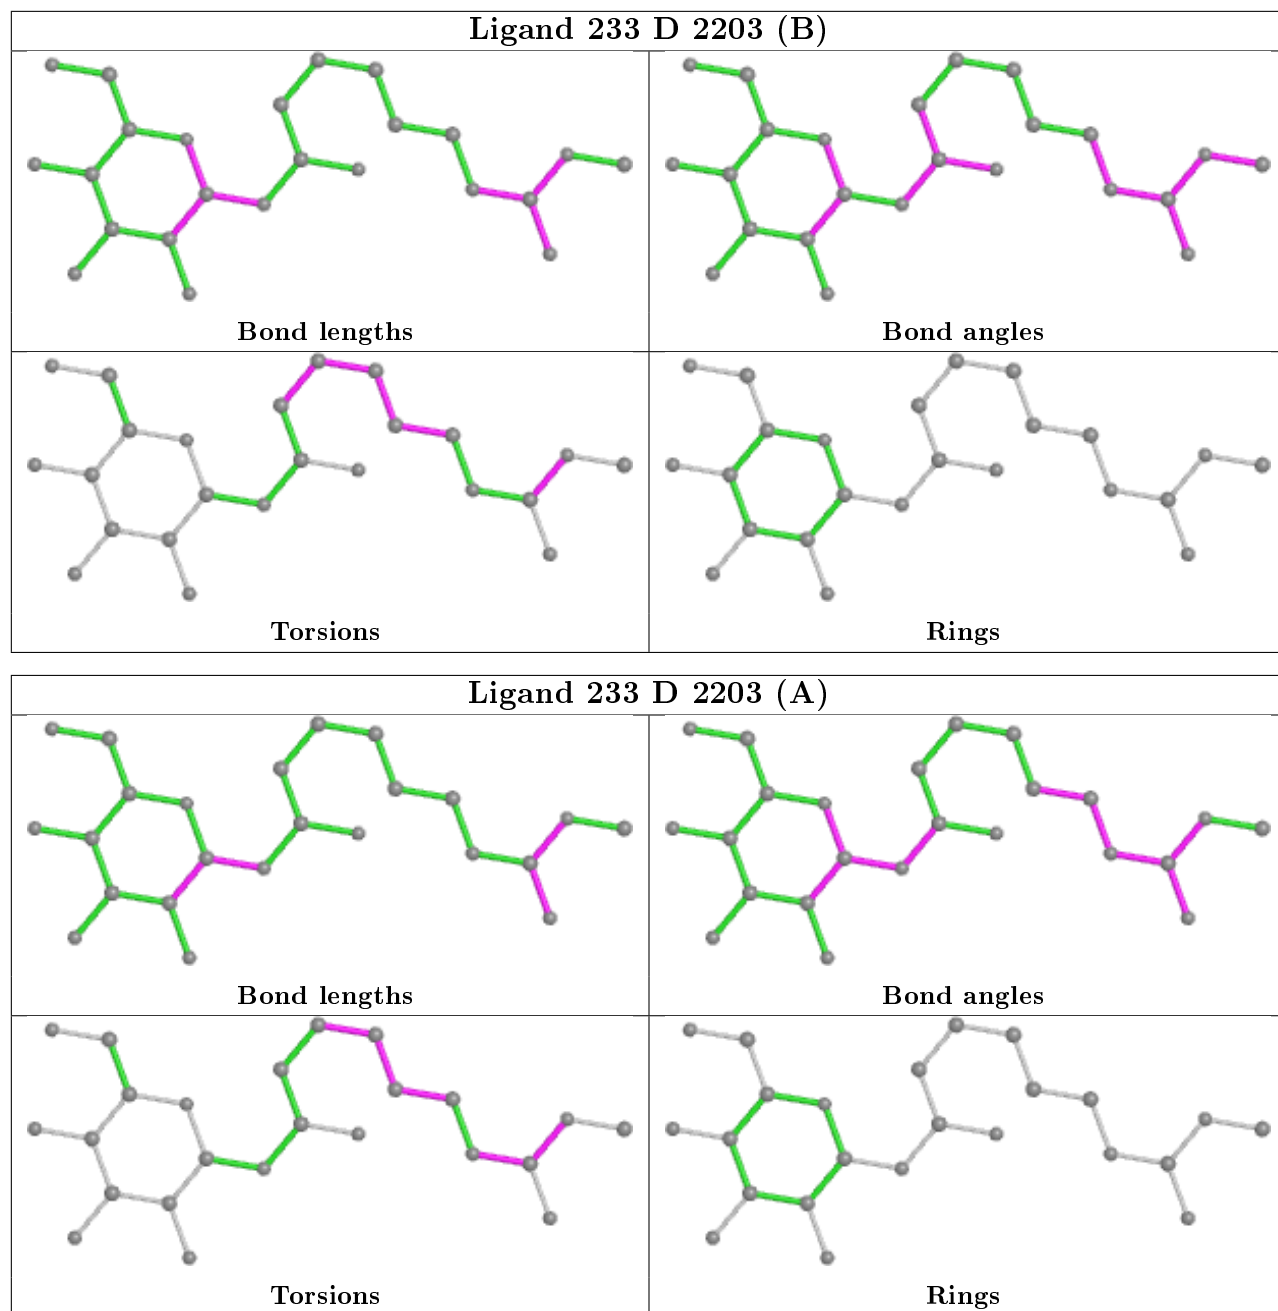 Ligand 233 D 2203 (B)
Bond lengths
Bond angles
Torsions
Rings
Ligand 233 D 2203 (A)
Bond lengths
Bond angles
Torsions
Rings